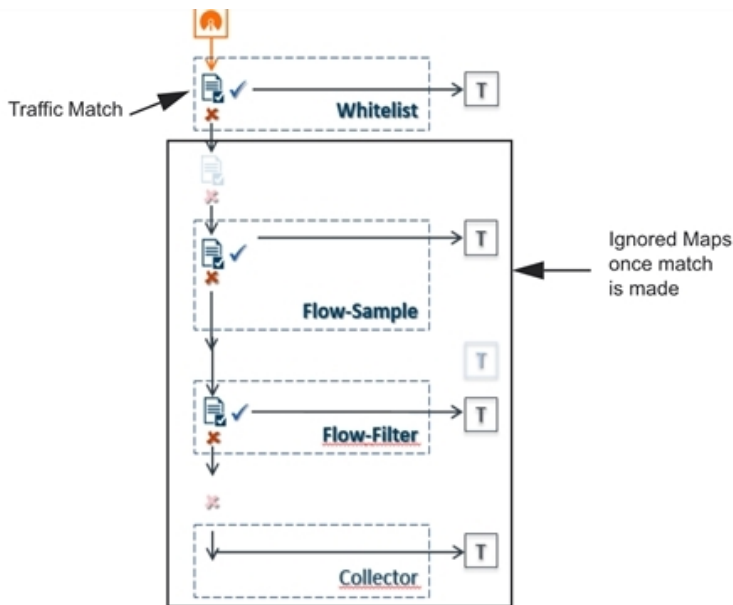 Traffic Match
T
Whitelist
T
Ignored Maps
once match
is made
Flow-Sample
T
T
Flow-Filter
T
Collector